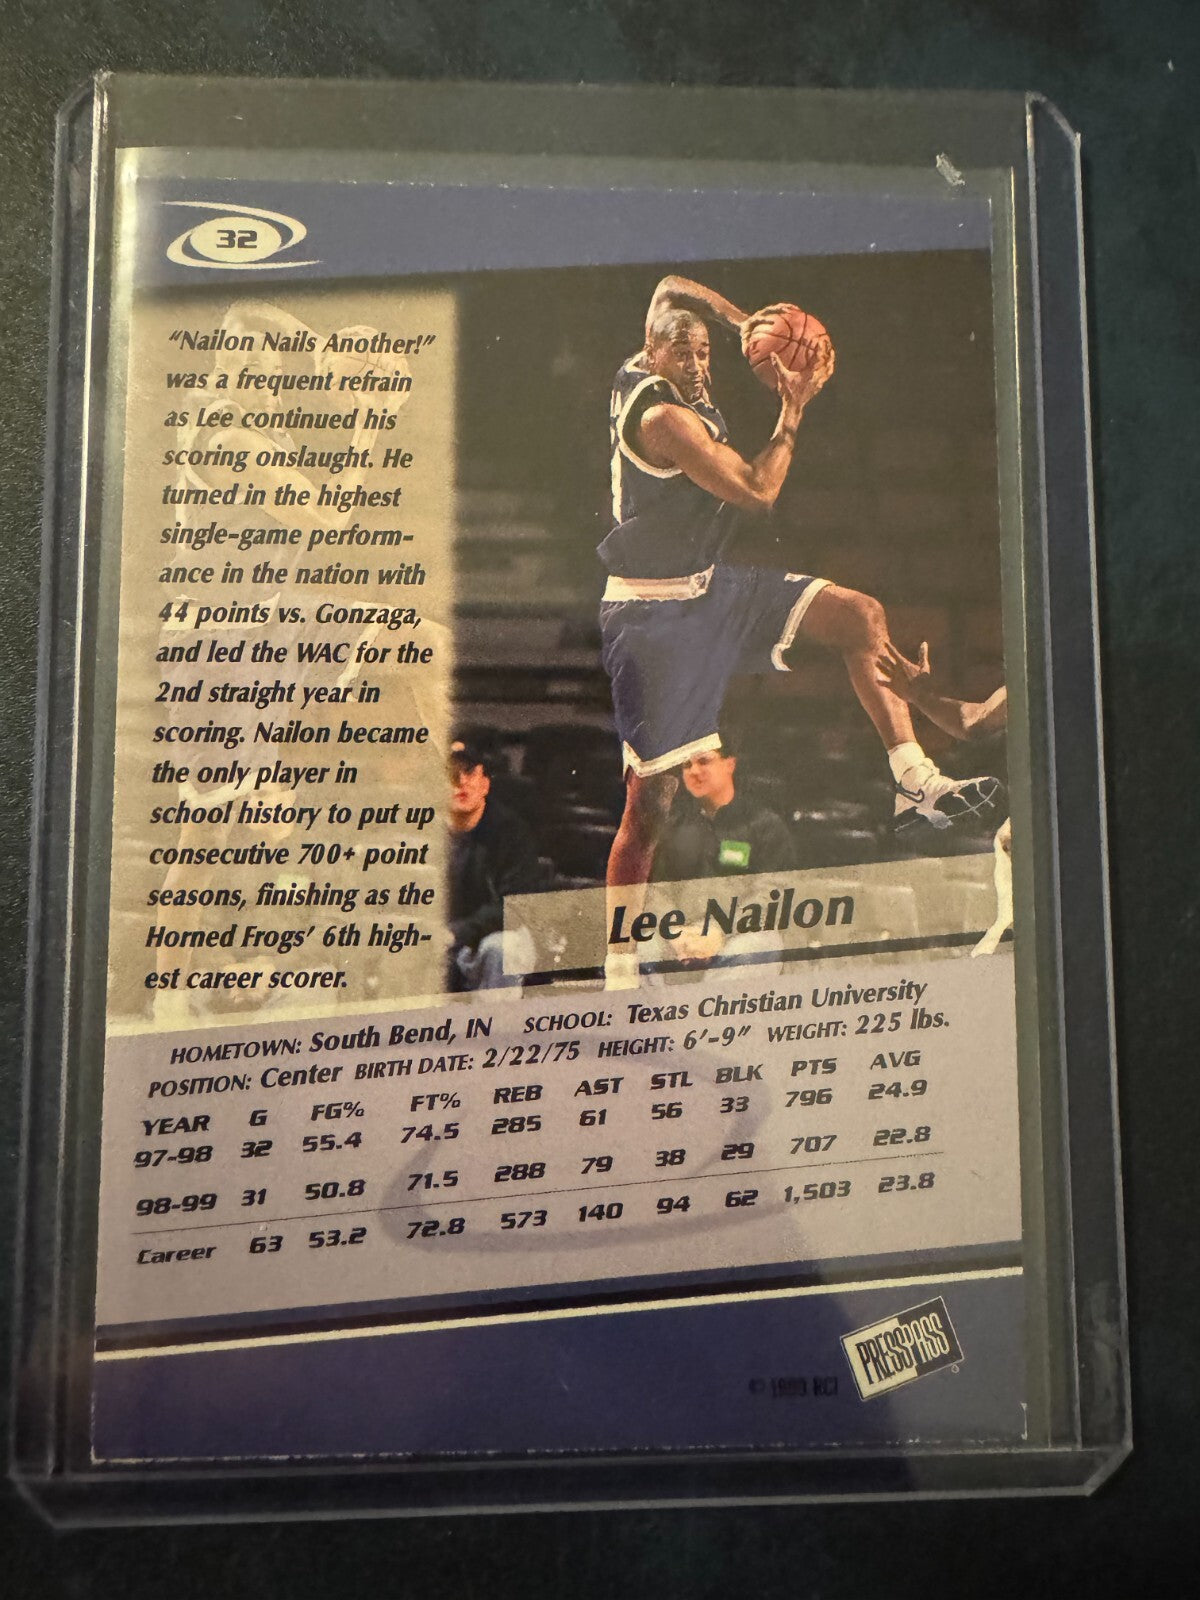 32
"Nailon Nails Another!"
was a frequent refrain
as Lee continued his
scoring onslaught. He
turned in the highest
single-game perform-
ance in the nation with
44 points vs. Gonzaga,
and led the WAC for the
2nd straight year in
scoring. Nailon became
the only player in
school history to put up
consecutive 700+ point
seasons, finishing as the
Horned Frogs' 6th high-
est career scorer.
Lee Nailon
HOMETOWN: South Bend, IN SCHOOL: Texas Christian University
POSITION: Center BIRTH DATE: 2/22/75 HEIGHT: 6'-9" WEIGHT: 225 lbs.
YEAR G FG% FT% REB AST STL BLK PTS AVG
97-98 32 55.4 74.5 285 61 56 33 796 24.9
98-99 31 50.8 71.5 288 79 38 29 707 22.8
Career 63 53.2 72.8 573 140 94 62 1,503 23.8
PRESS PASS
©